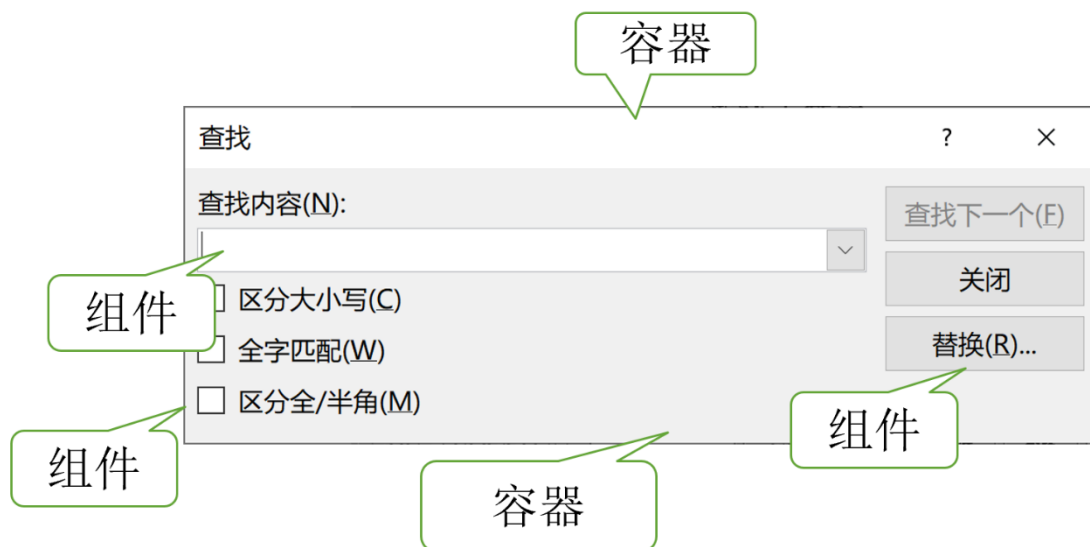 容器
查找
?
查找内容(N):
查找下一个(F)
关闭
组件
区分大小写(C)
全字匹配(W)
替换(R)...
区分全/半角(M)
组件
组件
容器